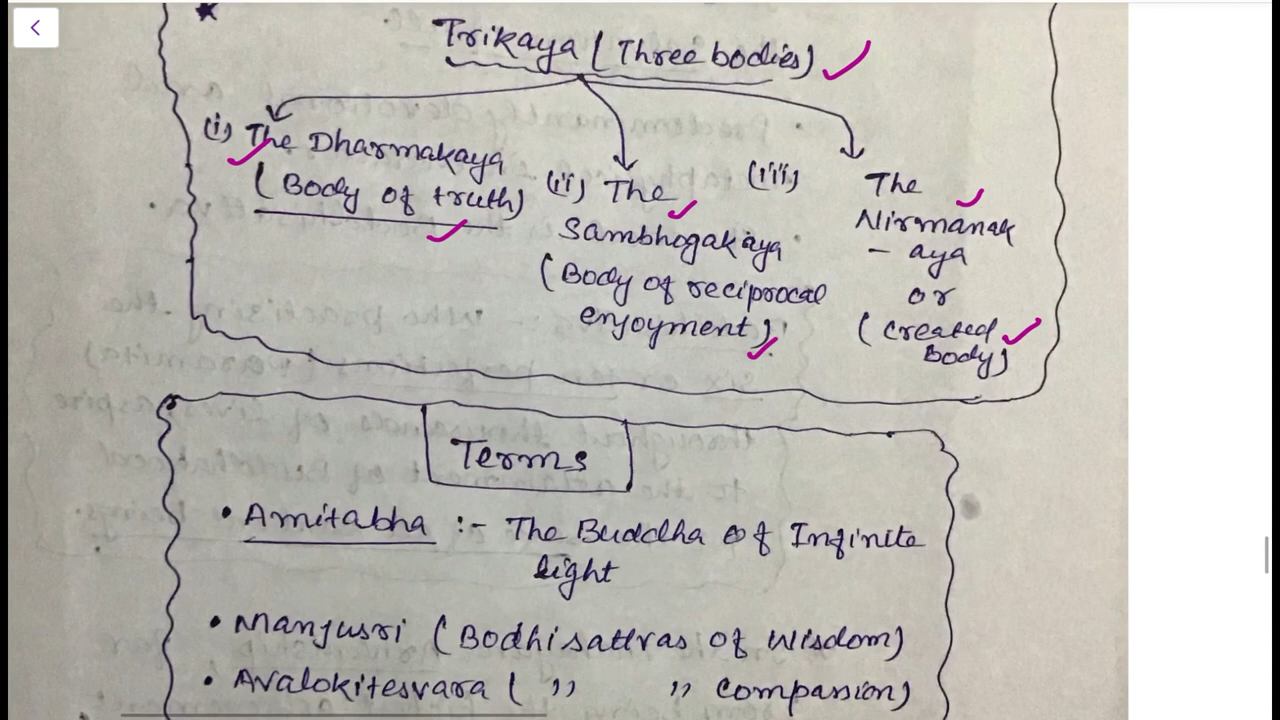 Trikaya (Three bodies)
(i) The Dharmakaya
(Body of truth)
(ii) The
Sambhogakaya
(Body of reciprocal
enjoyment)
(iii) The
Nirmanak
- aya
or
(Created
Body)
Terms
• Amitabha :- The Buddha of Infinite
light
• Manjusri (Bodhisattvas of Wisdom)
• Avalokitesvara ( ,, ,, Compassion)